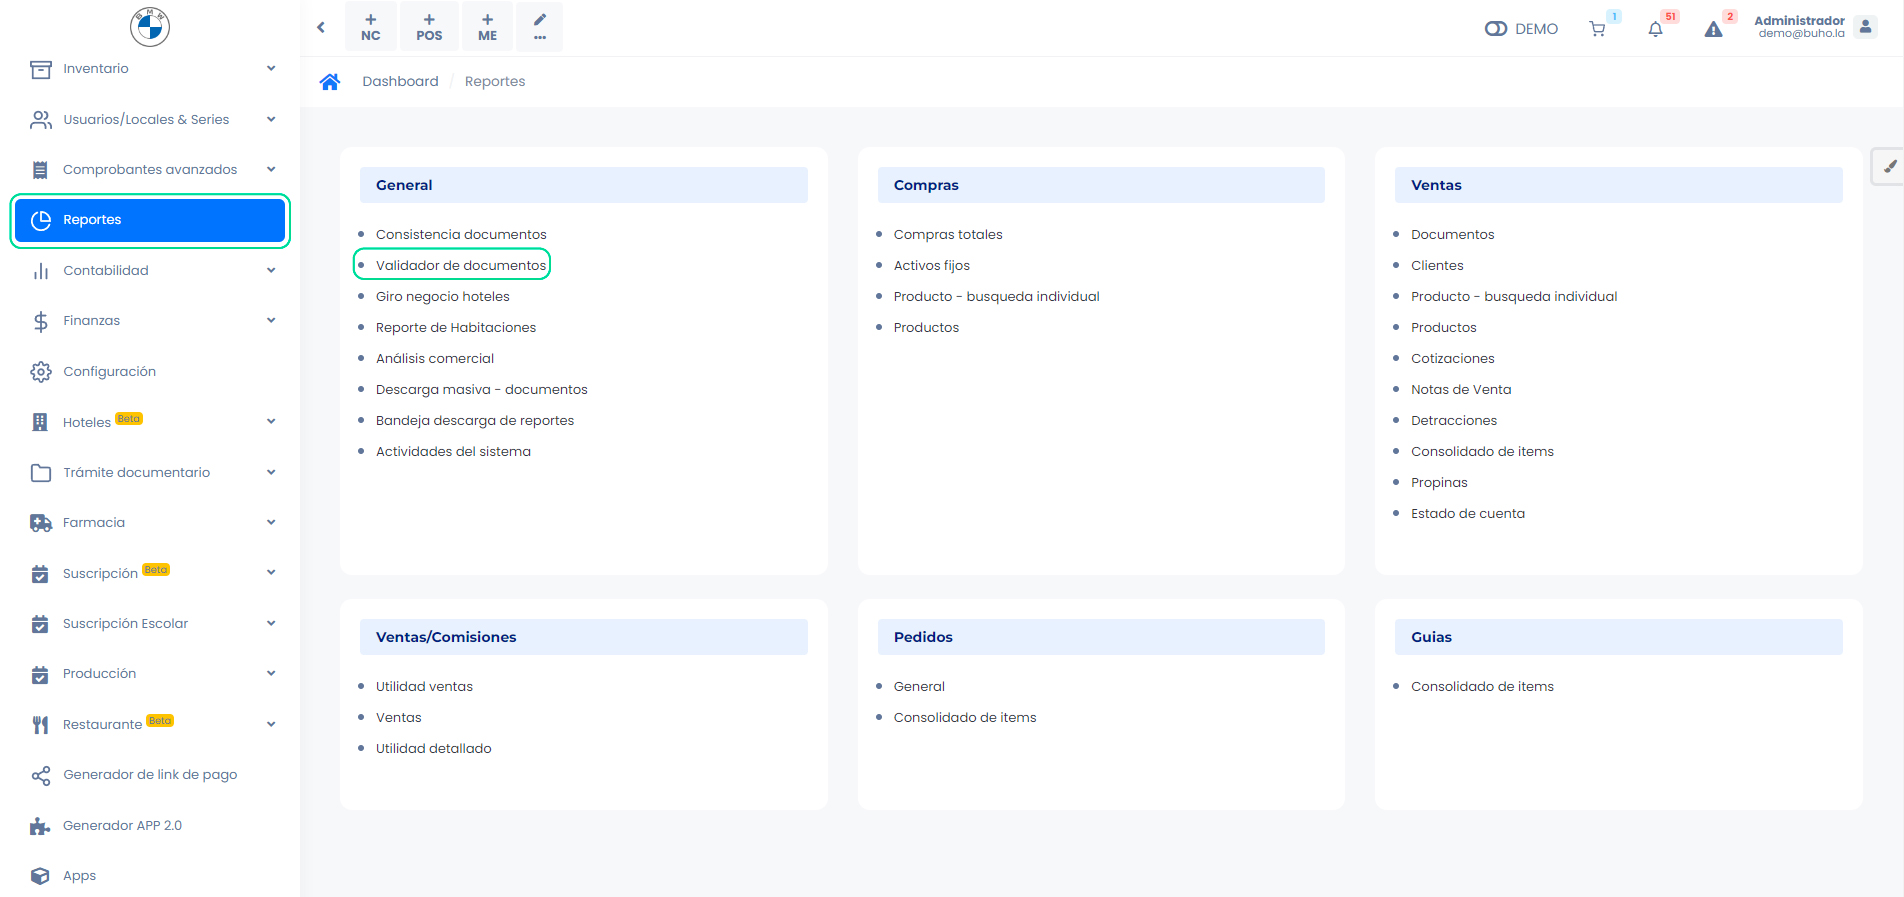 BMW
Inventario
Usuarios/Locales & Series
Comprobantes avanzados
Reportes
Contabilidad
Finanzas
Configuración
Hoteles Beta
Trámite documentario
Farmacia
Suscripción Beta
Suscripción Escolar
Producción
Restaurante Beta
Generador de link de pago
Generador APP 2.0
Apps
+ NC
+ POS
+ ME
...
DEMO
1
51
2
Administrador
demo@buho.la
Dashboard / Reportes
General
Consistencia documentos
Validador de documentos
Giro negocio hoteles
Reporte de Habitaciones
Análisis comercial
Descarga masiva - documentos
Bandeja descarga de reportes
Actividades del sistema
Compras
Compras totales
Activos fijos
Producto - busqueda individual
Productos
Ventas
Documentos
Clientes
Producto - busqueda individual
Productos
Cotizaciones
Notas de Venta
Detracciones
Consolidado de items
Propinas
Estado de cuenta
Ventas/Comisiones
Utilidad ventas
Ventas
Utilidad detallado
Pedidos
General
Consolidado de items
Guias
Consolidado de items